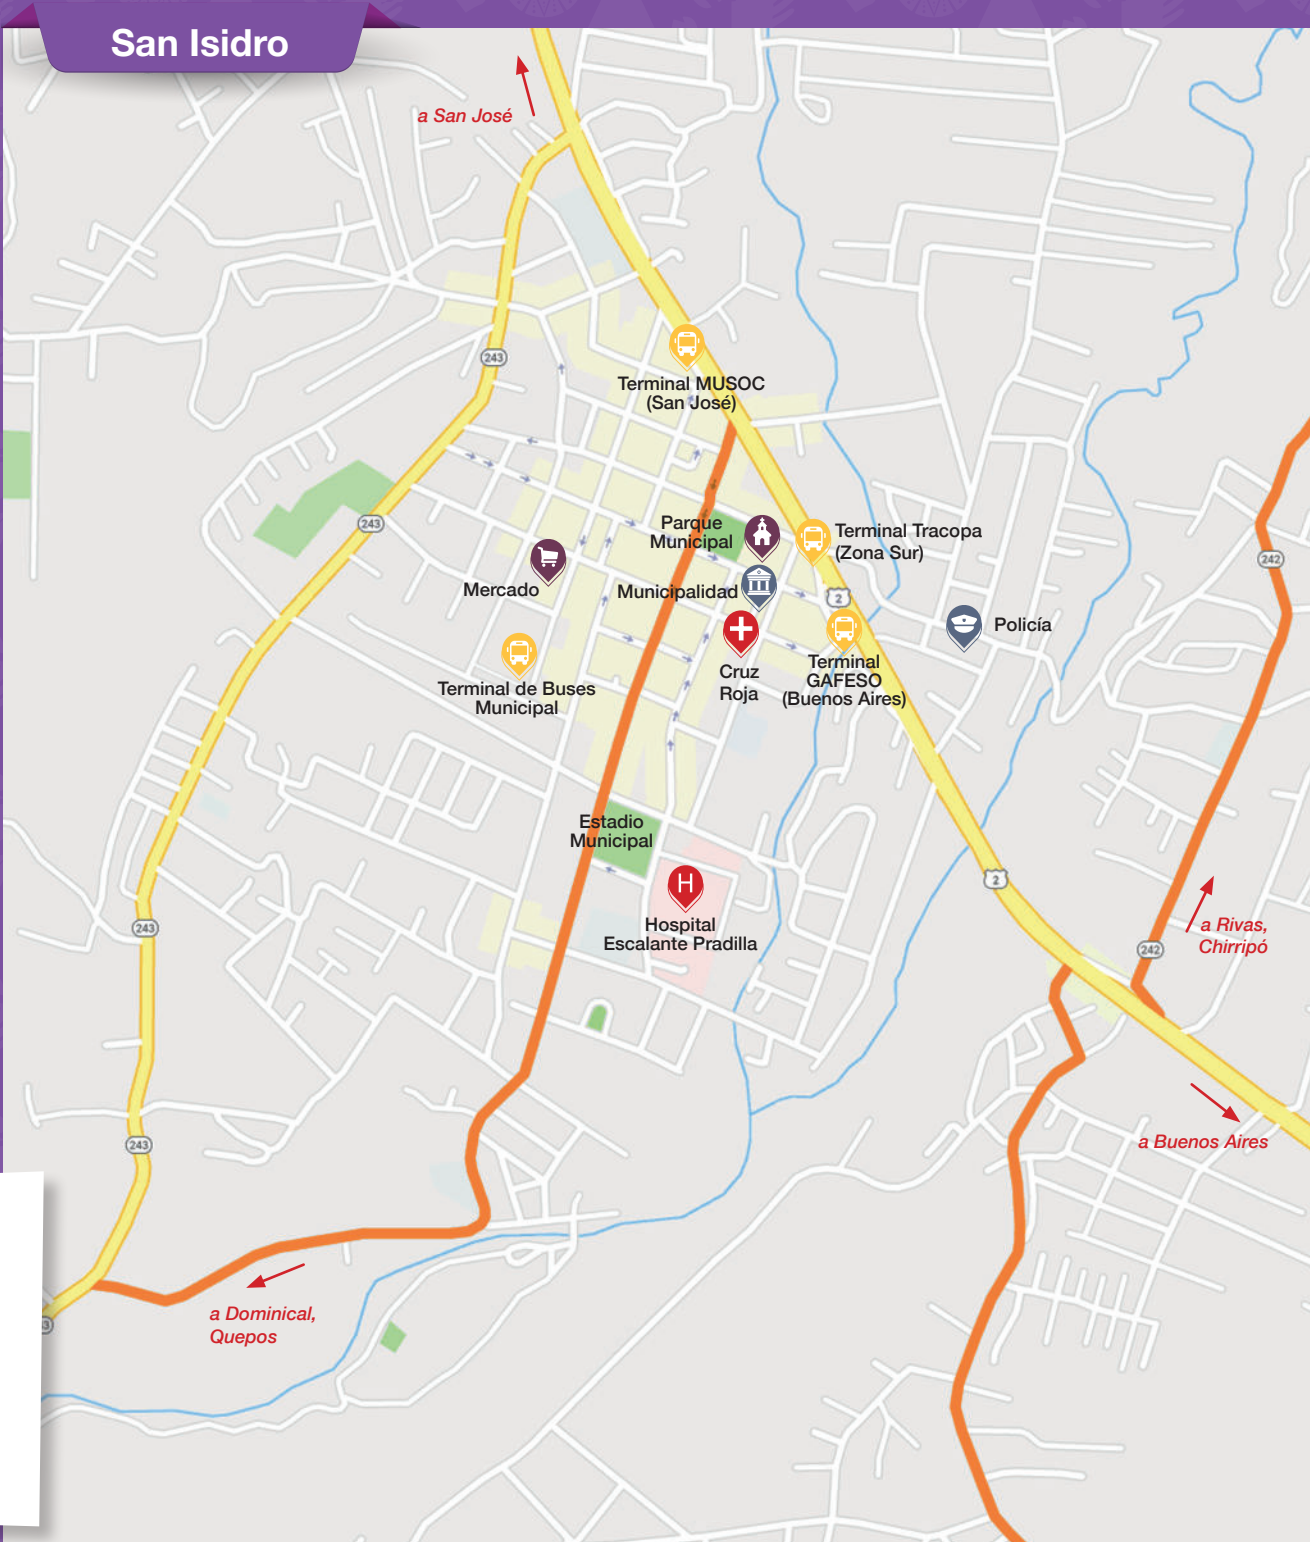 San Isidro
a San José
243
Terminal MUSOC
(San José)
243
Parque
Municipal
Terminal Tracopa
(Zona Sur)
242
Mercado
Municipalidad
2
Policía
Cruz
Roja
Terminal
GAFESO
(Buenos Aires)
Terminal de Buses
Municipal
Estadio
Municipal
2
H
Hospital
Escalante Pradilla
243
a Rivas,
Chirripó
242
243
a Buenos Aires
a Dominical,
Quepos
3